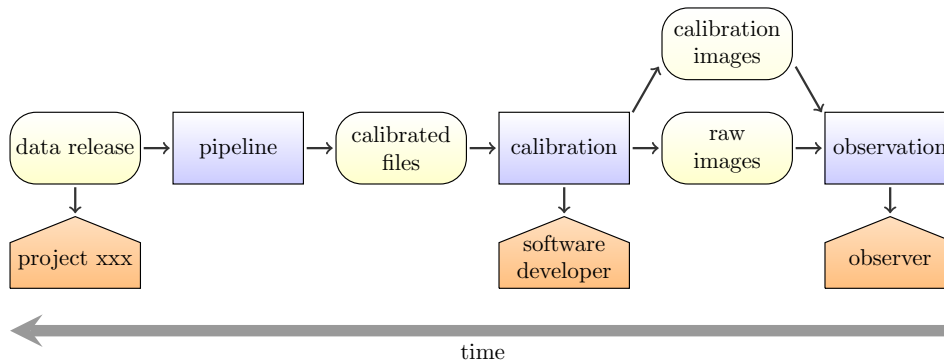 calibration
images
data release
pipeline
calibrated
files
calibration
raw
images
observation
project xxx
software
developer
observer
time